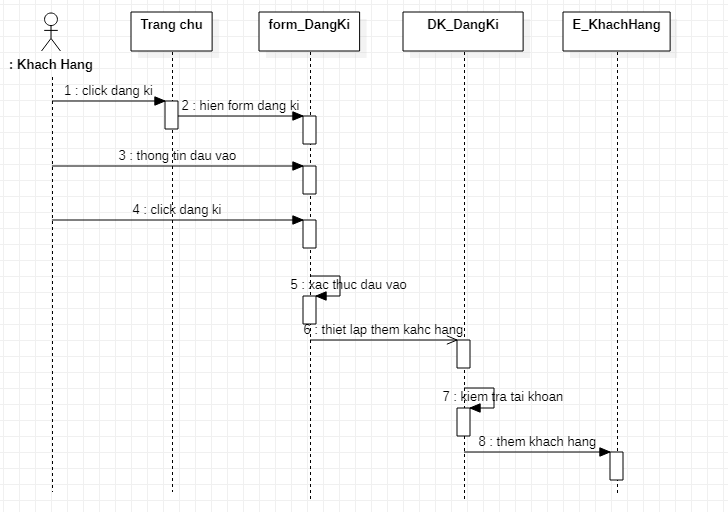 Trang chu
form_DangKi
DK_DangKi
E_KhachHang
: Khach Hang
1 : click dang ki
2 : hien form dang ki
3 : thong tin dau vao
4 : click dang ki
5 : xac thuc dau vao
6 : thiet lap them kahc hang
7 : kiem tra tai khoan
8 : them khach hang